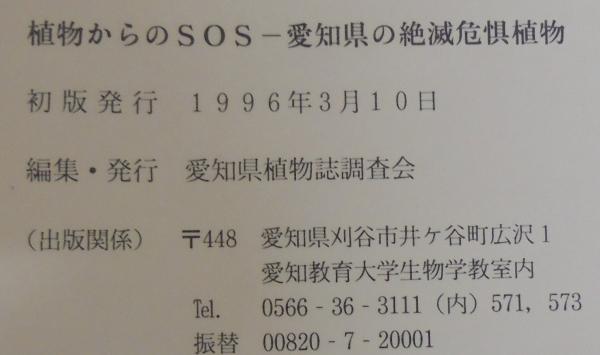 植物からのＳＯＳ－愛知県の絶滅危惧植物
初版発行　１９９６年３月１０日
編集・発行　愛知県植物誌調査会
（出版関係）　〒448　愛知県刈谷市井ケ谷町広沢1
愛知教育大学生物学教室内
Tel.　0566 - 36 - 3111（内）571, 573
振替　00820 - 7 - 20001